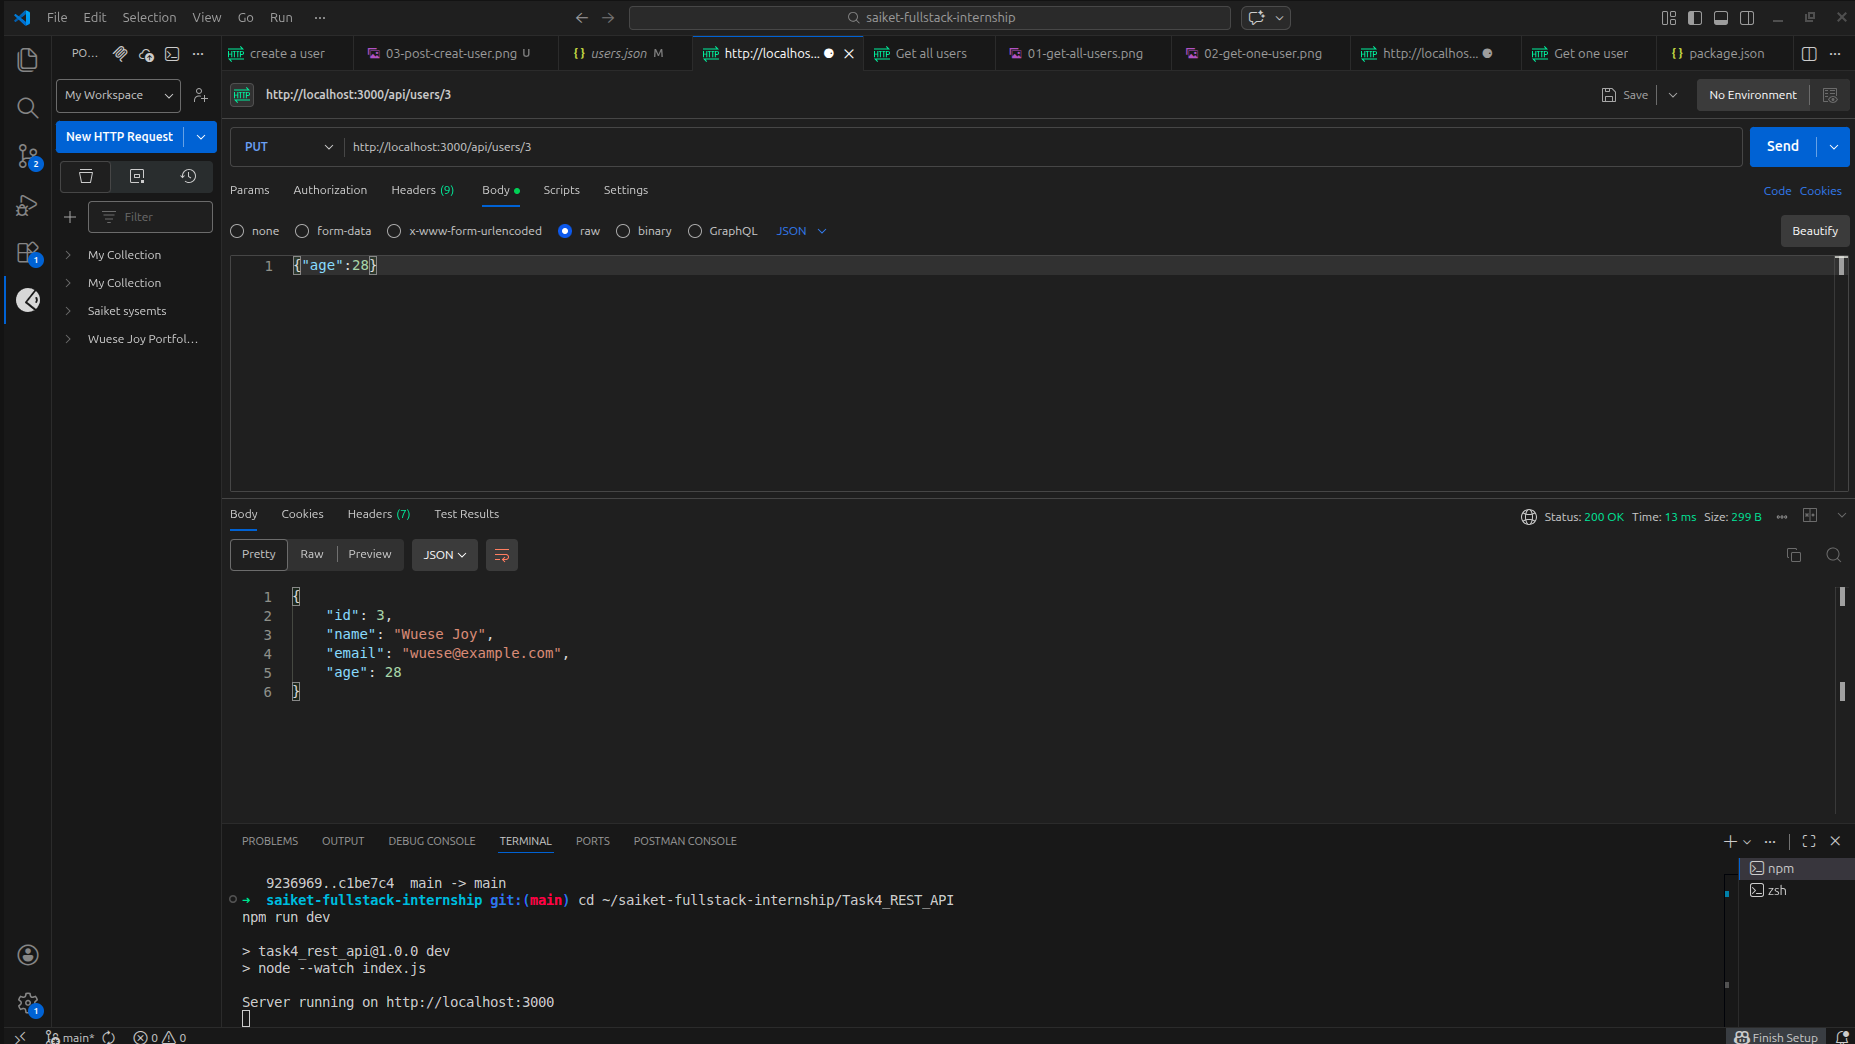 File Edit Selection View Go Run ···
saiket-fullstack-internship
PO... ···
create a user
03-post-creat-user.png U
{} users.json M
http://localhos...
Get all users
01-get-all-users.png
02-get-one-user.png
http://localhos...
Get one user
{} package.json
My Workspace
New HTTP Request
Filter
My Collection
My Collection
Saiket sysemts
Wuese Joy Portfol...
2
1
1
HTTP http://localhost:3000/api/users/3
Save
No Environment
PUT http://localhost:3000/api/users/3
Send
Params Authorization Headers (9) Body Scripts Settings
Code Cookies
none form-data x-www-form-urlencoded raw binary GraphQL JSON
Beautify
1 {"age":28}
Body Cookies Headers (7) Test Results
Status: 200 OK Time: 13 ms Size: 299 B
Pretty Raw Preview JSON
1 {
2 "id": 3,
3 "name": "Wuese Joy",
4 "email": "wuese@example.com",
5 "age": 28
6 }
PROBLEMS OUTPUT DEBUG CONSOLE TERMINAL PORTS POSTMAN CONSOLE
9236969..c1be7c4 main -> main
➜ saiket-fullstack-internship git:(main) cd ~/saiket-fullstack-internship/Task4_REST_API
npm run dev
> task4_rest_api@1.0.0 dev
> node --watch index.js
Server running on http://localhost:3000
npm
zsh
main* 0 0
Finish Setup